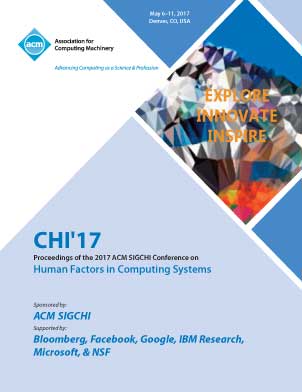 May 6–11, 2017
Denver, CO, USA
acm
Association for
Computing Machinery
Advancing Computing as a Science & Profession
EXPLORE
INNOVATE
INSPIRE
CHI'17
Proceedings of the 2017 ACM SIGCHI Conference on
Human Factors in Computing Systems
Sponsored by:
ACM SIGCHI
Supported by:
Bloomberg, Facebook, Google, IBM Research,
Microsoft, & NSF